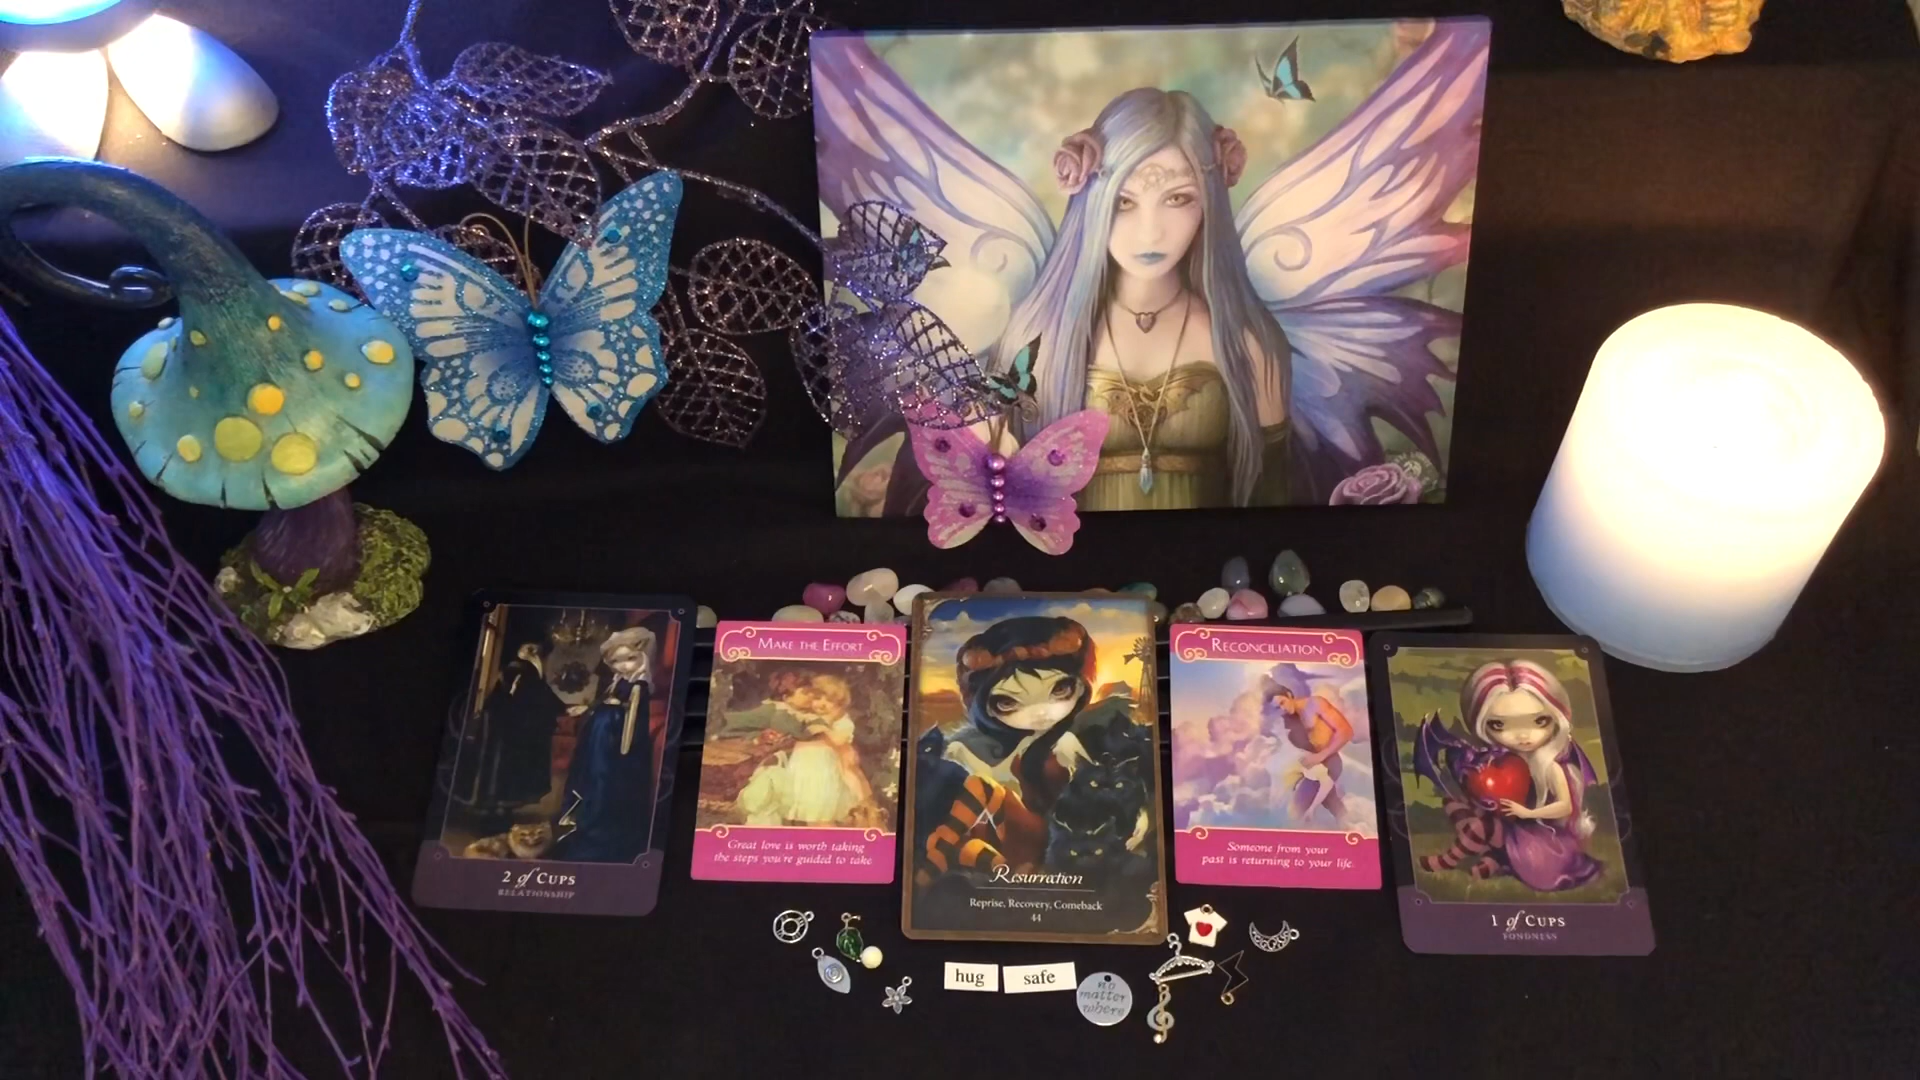 Make the Effort
Great love is worth taking
the steps you're guided to take
Reconciliation
Someone from your
past is returning to your life.
2 of Cups
RELATIONSHIP
Resurrection
Reprise, Recovery, Comeback
44
1 of Cups
FONDNESS
hug
safe
no
matter
where